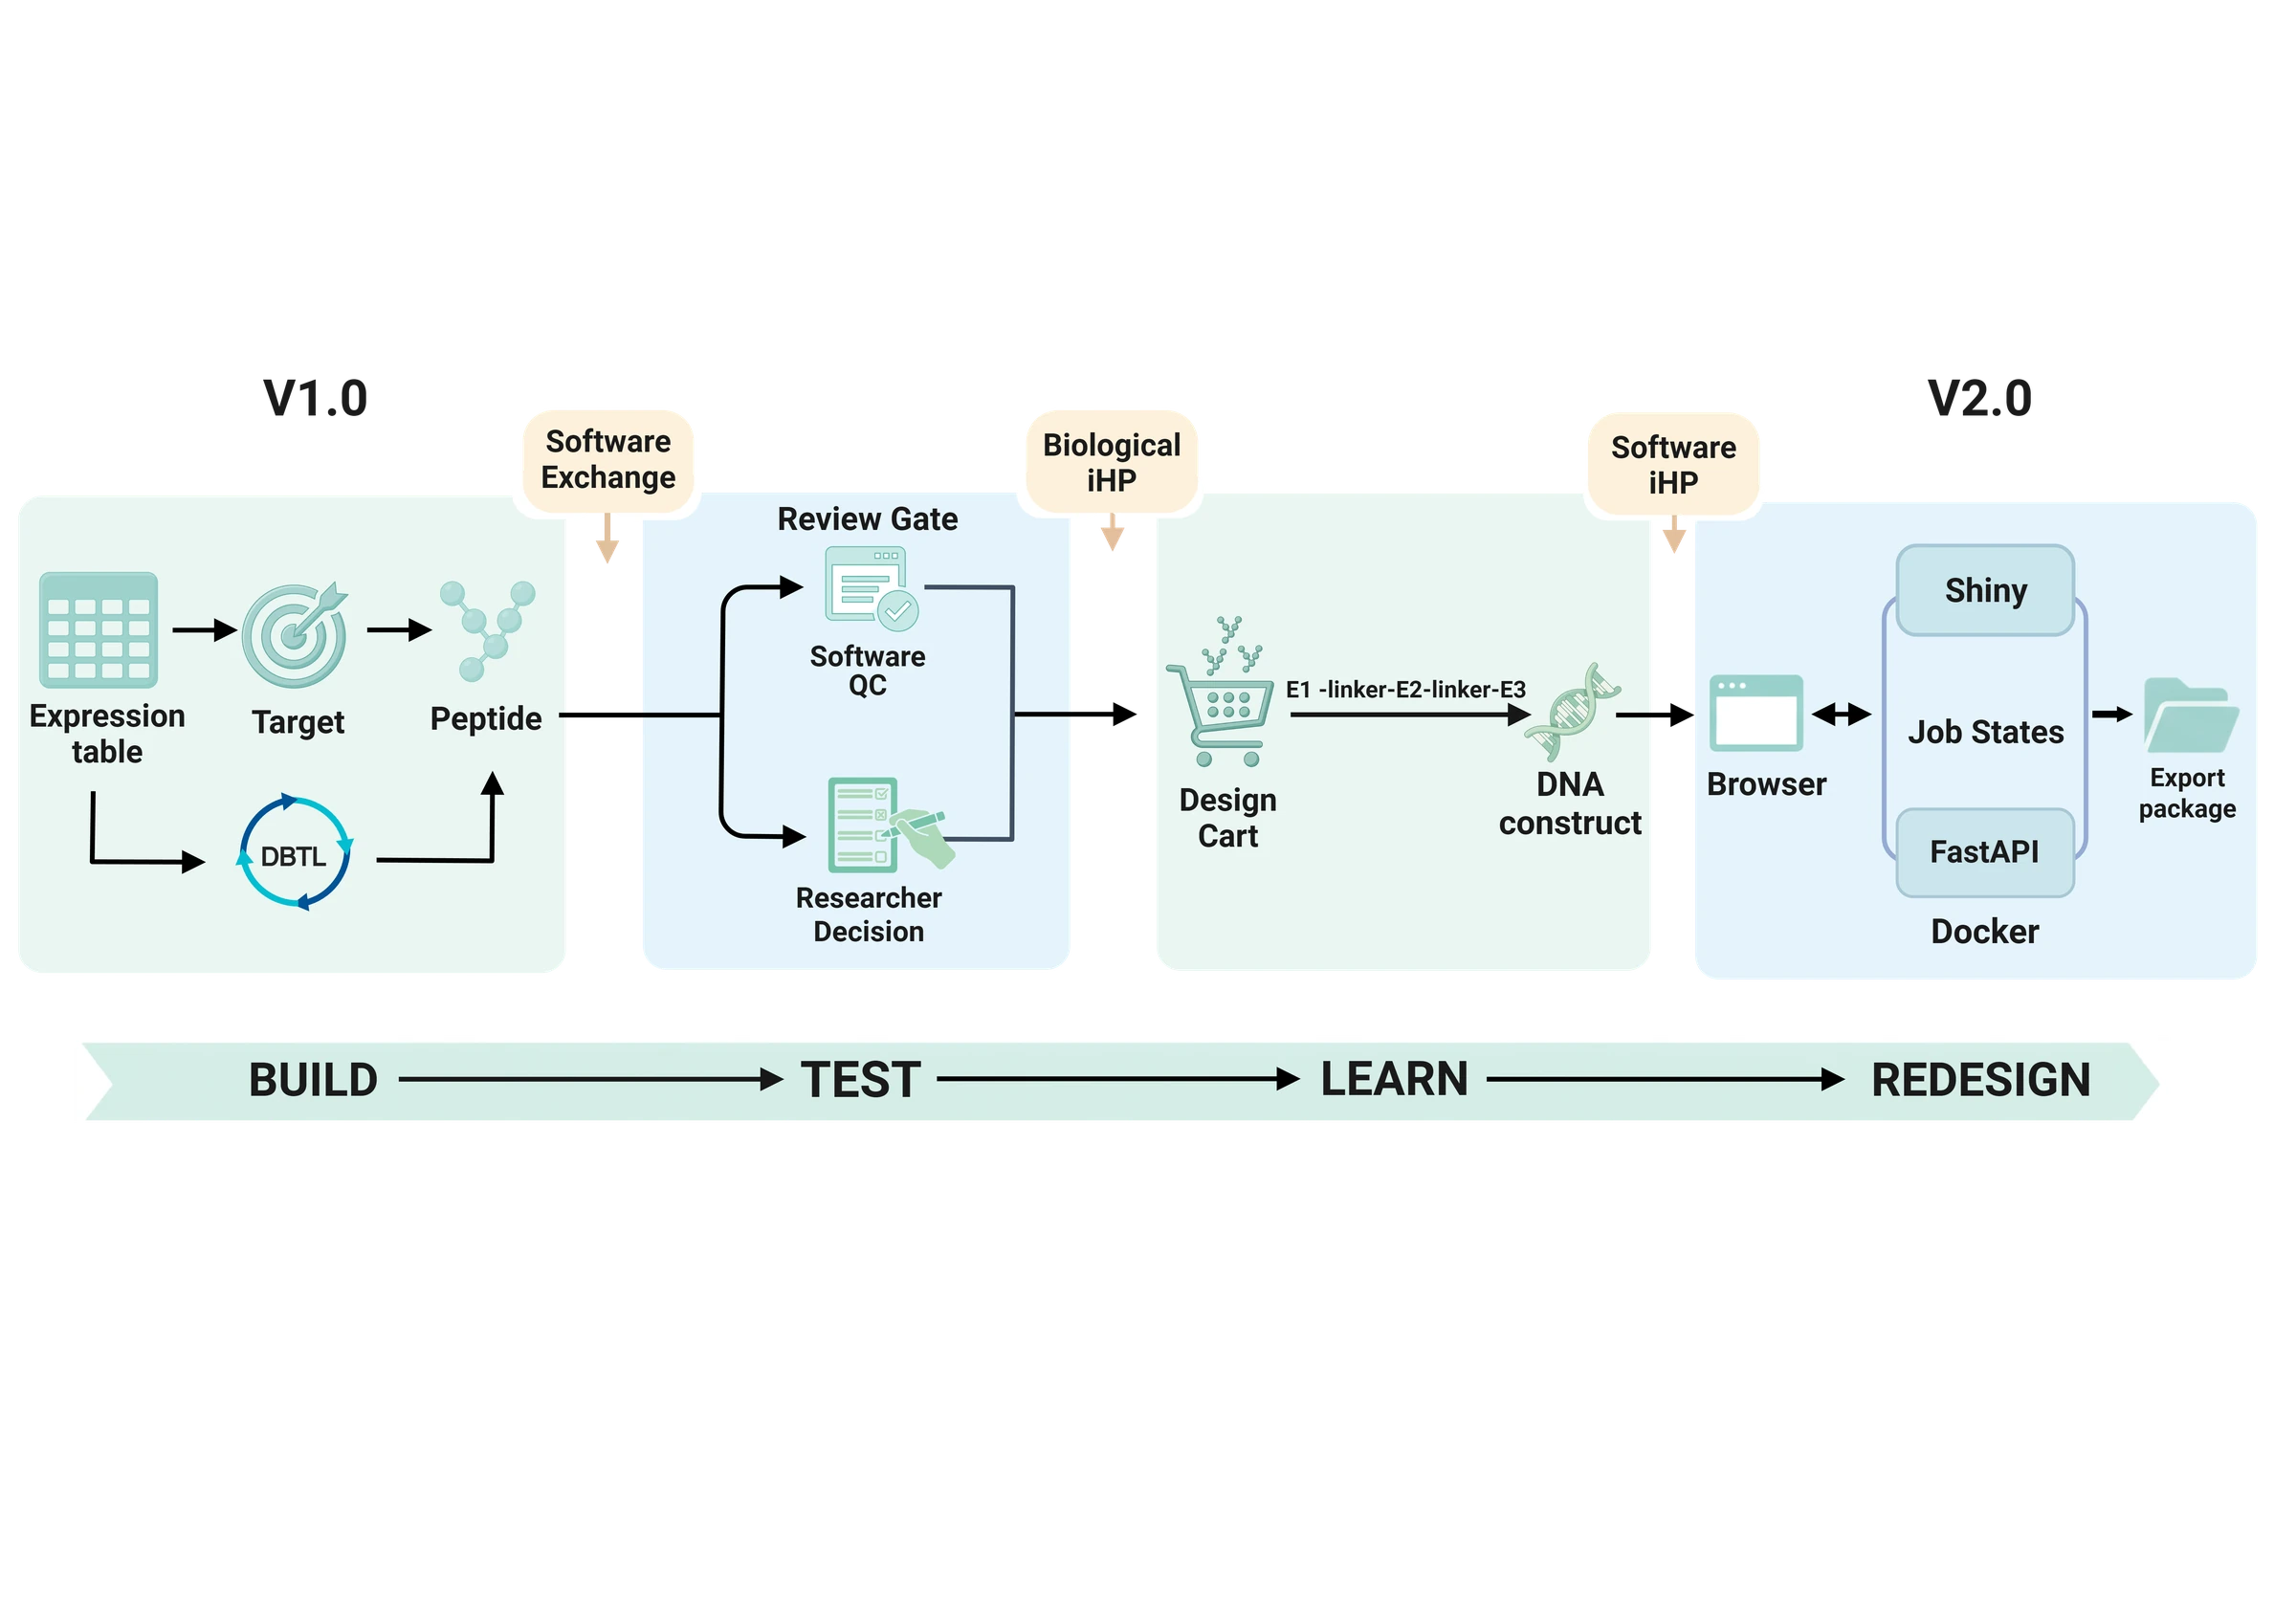 V1.0
V2.0
Software
Exchange
Biological
iHP
Software
iHP
Expression
table
Target
Peptide
DBTL
Review Gate
Software
QC
Researcher
Decision
Design
Cart
E1 -linker-E2-linker-E3
DNA
construct
Browser
Shiny
Job States
FastAPI
Docker
Export
package
BUILD
TEST
LEARN
REDESIGN